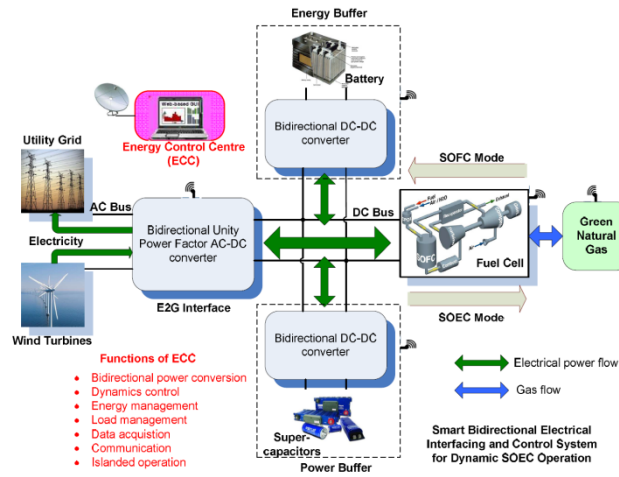 Energy Buffer
Battery
Web-based GUI
Bidirectional DC-DC
converter
Energy Control Centre
(ECC)
SOFC Mode
Utility Grid
AC Bus
DC Bus
Bidirectional Unity
Power Factor AC-DC
converter
Electricity
SOFC
Fuel Cell
Green
Natural
Gas
E2G Interface
SOEC Mode
Wind Turbines
Bidirectional DC-DC
converter
Functions of ECC
Bidirectional power conversion
Dynamics control
Energy management
Load management
Data acquistion
Communication
Islanded operation
Super-
capacitors
Power Buffer
Electrical power flow
Gas flow
Smart Bidirectional Electrical
Interfacing and Control System
for Dynamic SOEC Operation